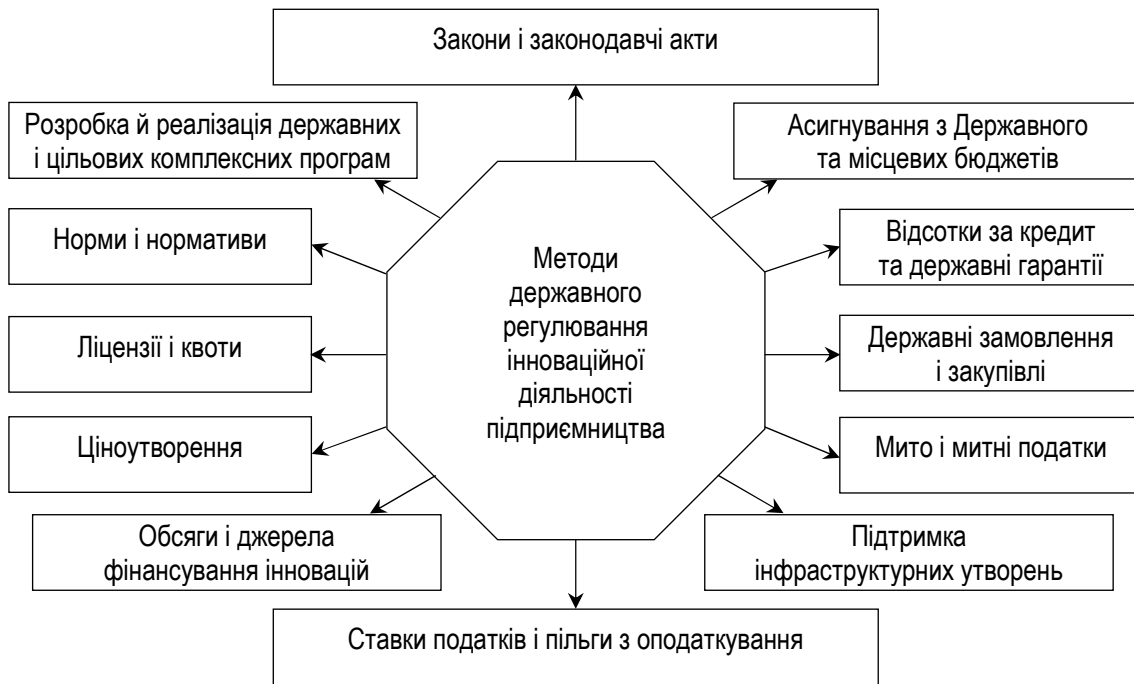 Закони і законодавчі акти
Розробка й реалізація державних
і цільових комплексних програм
Асигнування з Державного
та місцевих бюджетів
Норми і нормативи
Відсотки за кредит
та державні гарантії
Методи
державного
регулювання
інноваційної
діяльності
підприємництва
Ліцензії і квоти
Державні замовлення
і закупівлі
Ціноутворення
Мито і митні податки
Обсяги і джерела
фінансування інновацій
Підтримка
інфраструктурних утворень
Ставки податків і пільги з оподаткування